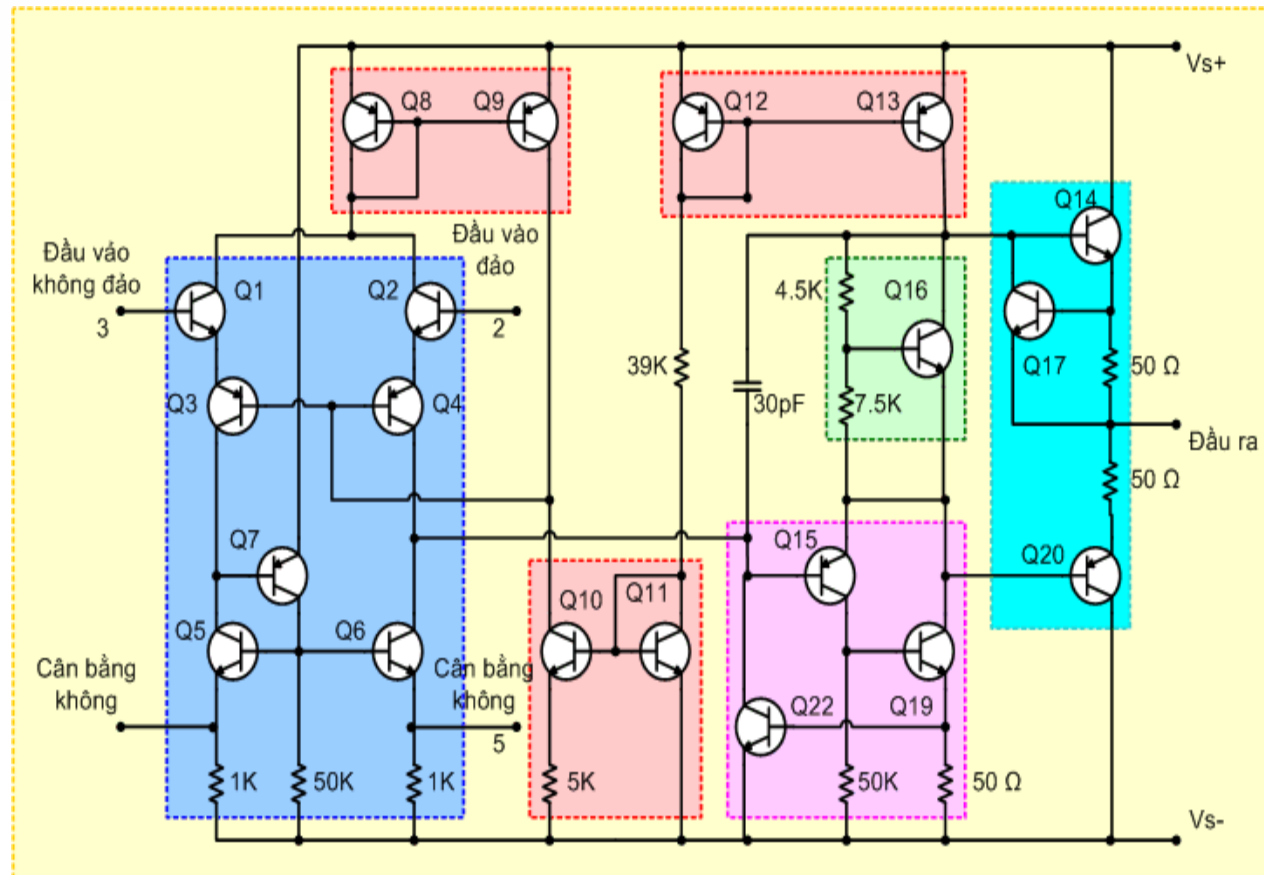 Vs+
Q8
Q9
Q12
Q13
Q14
Đầu váo
không đảo
3
Q1
Q2
Đầu vào
đảo
2
4.5K
Q16
Q17
50 Ω
Q3
Q4
39K
30pF
7.5K
Đầu ra
50 Ω
Q7
Q15
Q20
Q5
Q6
Q10
Q11
Cân bằng
không
Cân bằng
không
5
Q22
Q19
1K
50K
1K
5K
50K
50 Ω
Vs-